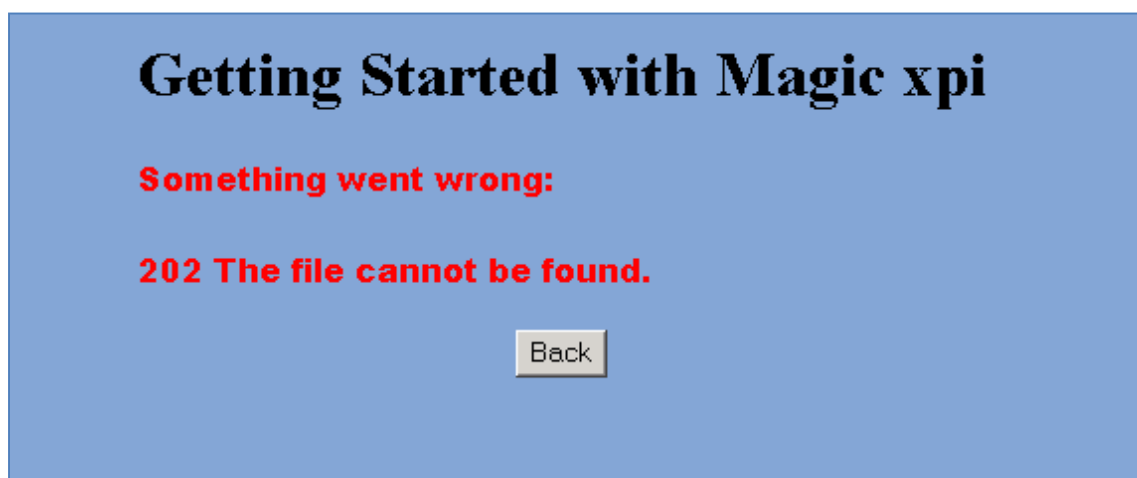 Getting Started with Magic xpi
Something went wrong:
202 The file cannot be found.
Back